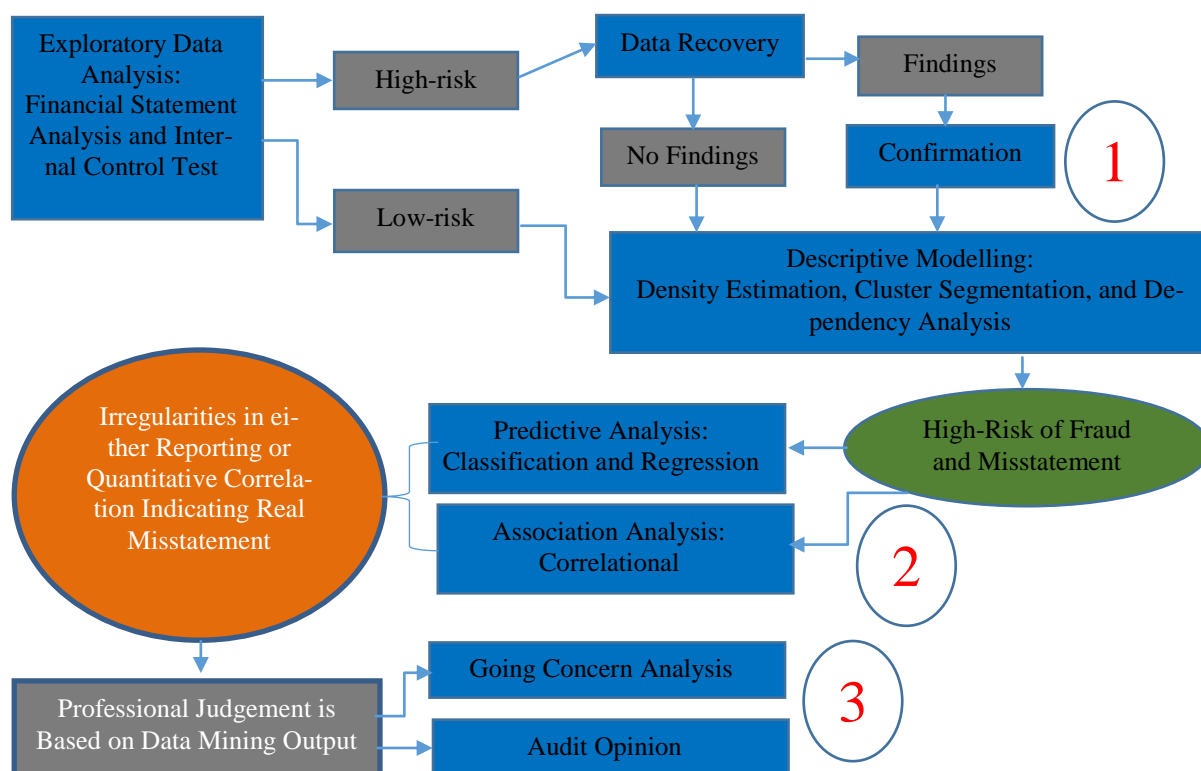 Exploratory Data
Analysis:
Financial Statement
Analysis and Inter-
nal Control Test
High-risk
Low-risk
Data Recovery
No Findings
Findings
Confirmation
1
Descriptive Modelling:
Density Estimation, Cluster Segmentation, and De-
pendency Analysis
High-Risk of Fraud
and Misstatement
Predictive Analysis:
Classification and Regression
Association Analysis:
Correlational
2
Irregularities in ei-
ther Reporting or
Quantitative Correla-
tion Indicating Real
Misstatement
Professional Judgement is
Based on Data Mining Output
Going Concern Analysis
Audit Opinion
3